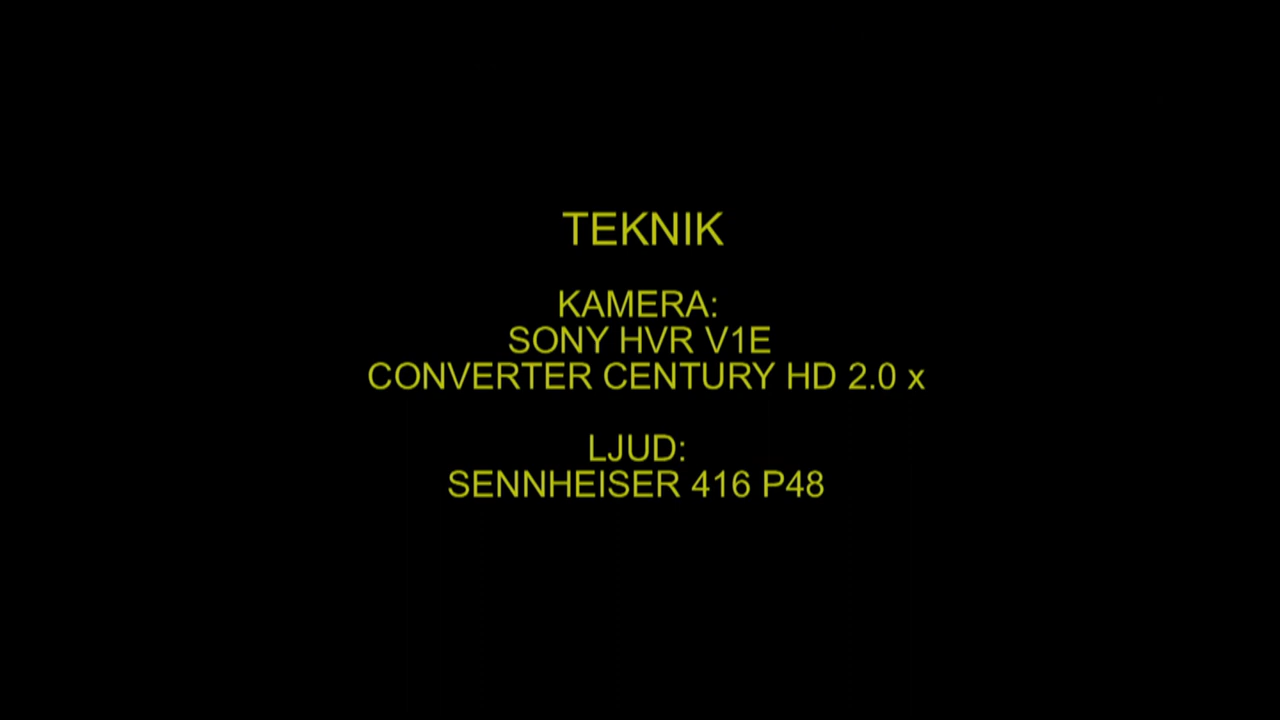 TEKNIK
KAMERA:
SONY HVR V1E
CONVERTER CENTURY HD 2.0 x
LJUD:
SENNHEISER 416 P48